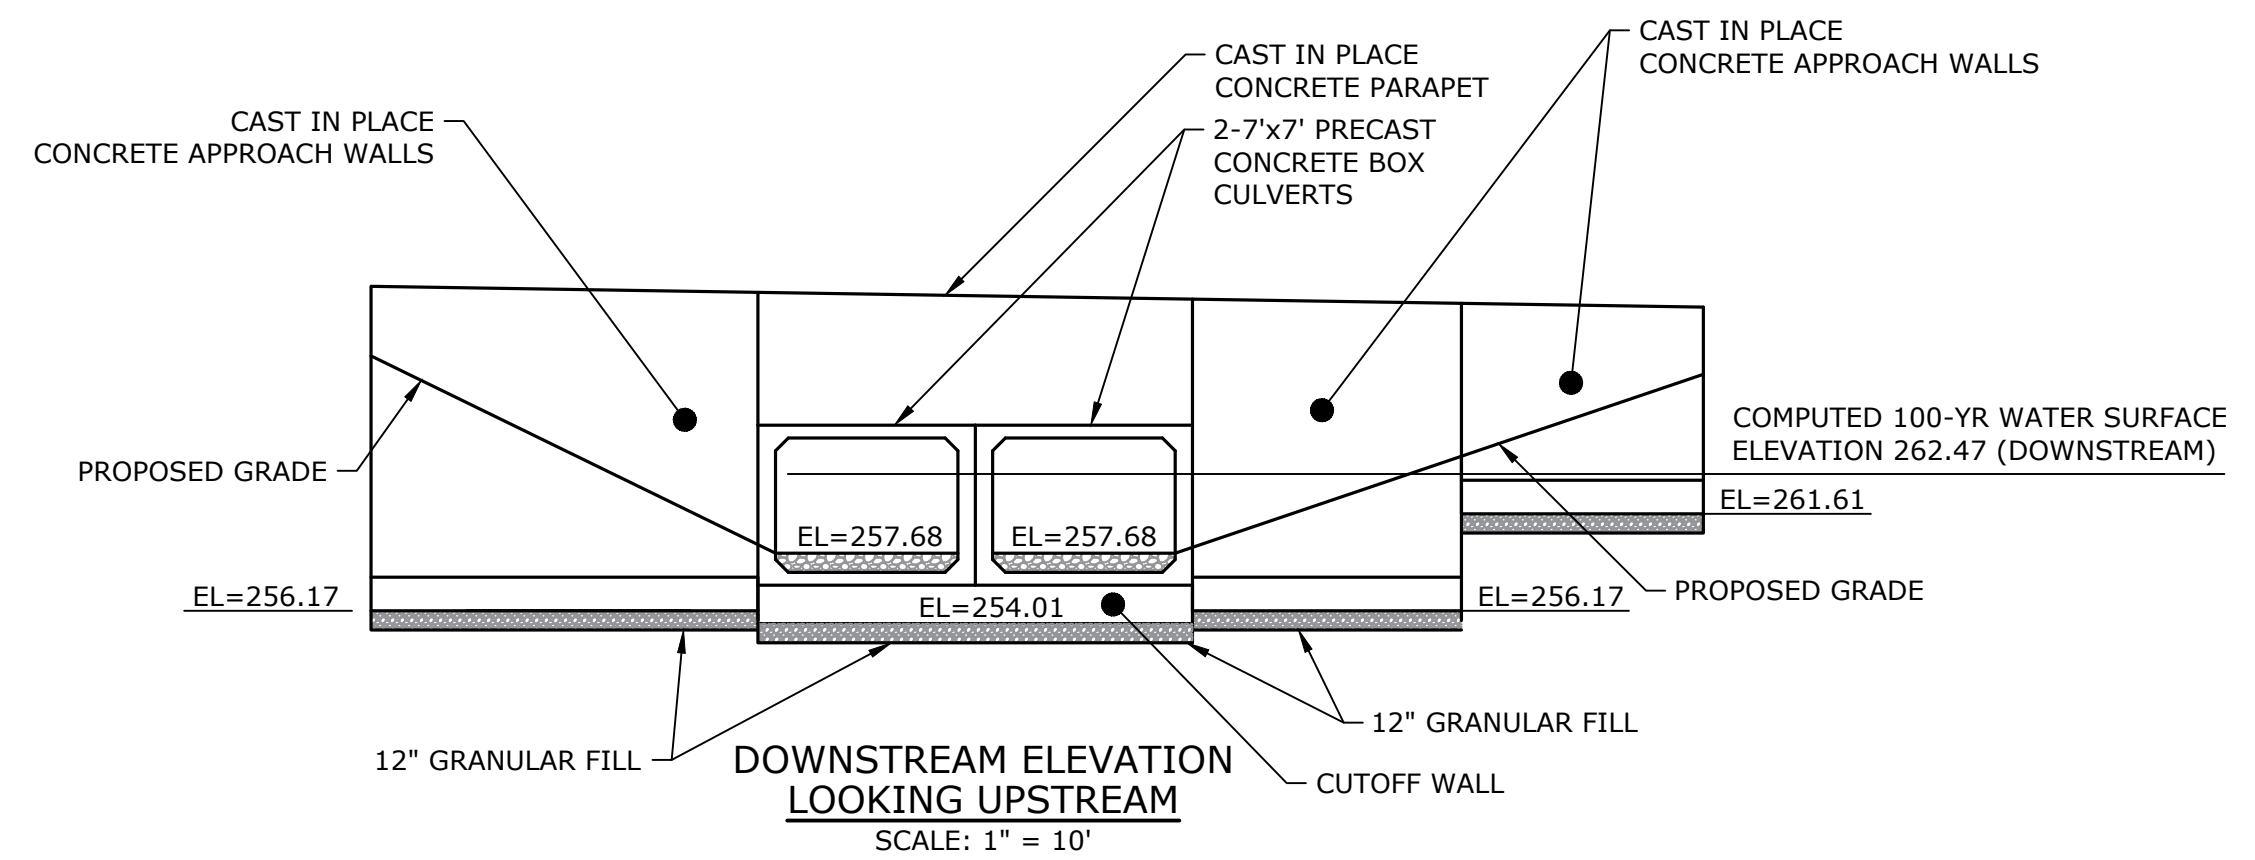 CAST IN PLACE
CONCRETE APPROACH WALLS
CAST IN PLACE
CONCRETE PARAPET
CAST IN PLACE
CONCRETE APPROACH WALLS
2-7'x7' PRECAST
CONCRETE BOX
CULVERTS
PROPOSED GRADE
COMPUTED 100-YR WATER SURFACE
ELEVATION 262.47 (DOWNSTREAM)
EL=261.61
EL=257.68
EL=257.68
EL=256.17
EL=254.01
EL=256.17
PROPOSED GRADE
12" GRANULAR FILL
12" GRANULAR FILL
CUTOFF WALL
DOWNSTREAM ELEVATION
LOOKING UPSTREAM
SCALE: 1" = 10'